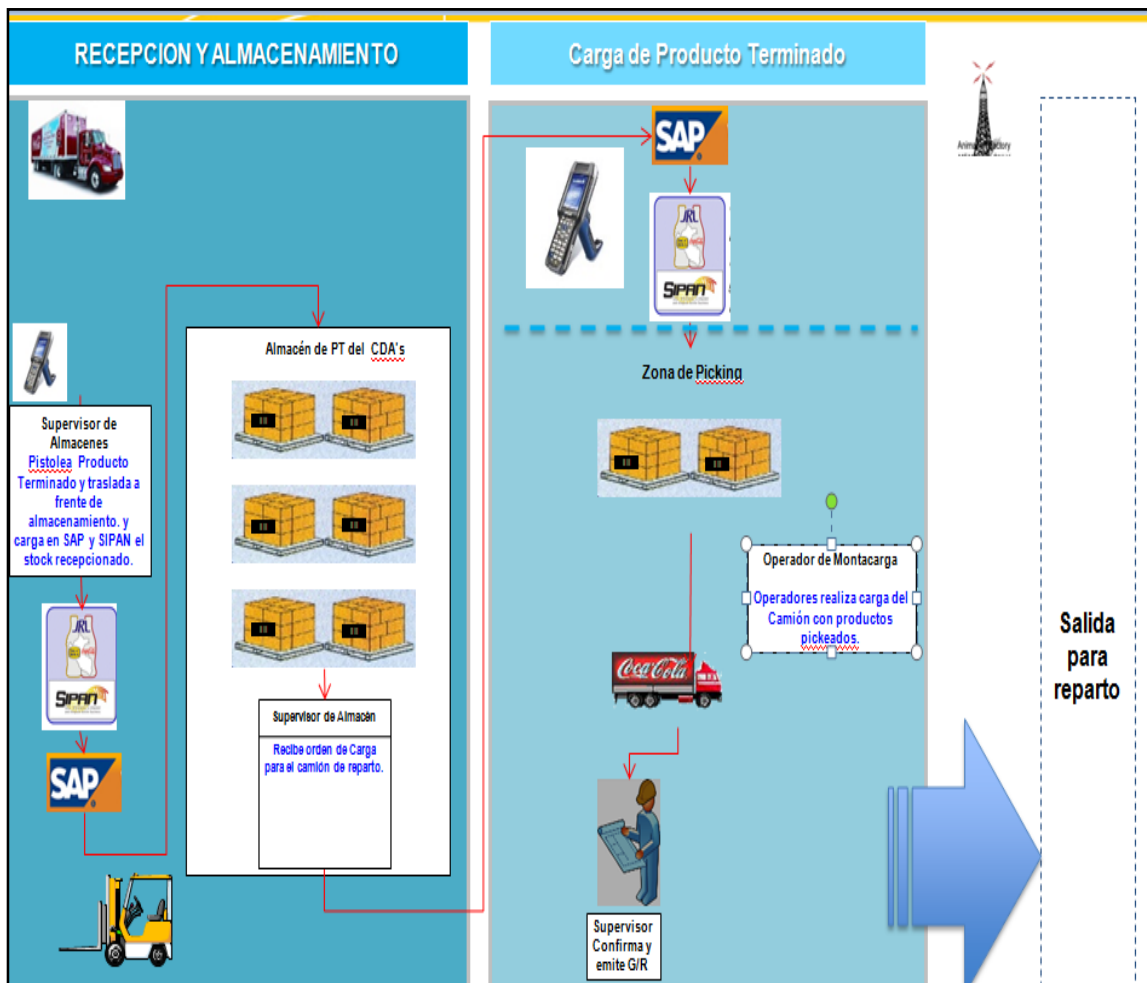 RECEPCION Y ALMACENAMIENTO
Supervisor de
Almacenes
Pistolea Producto
Terminado y traslada a
frente de
almacenamiento. y
carga en SAP y SIPAN el
stock recepcionado.
JRL
SIPAN
SAP
Almacén de PT del CDA's
Supervisor de Almacén
Recibe orden de Carga
para el camión de reparto.
Carga de Producto Terminado
SAP
JRL
SIPAN
Zona de Picking
Operador de Montacarga
Operadores realiza carga del
Camión con productos
pickeados.
Coca-Cola
Supervisor
Confirma y
emite G/R
Salida
para
reparto